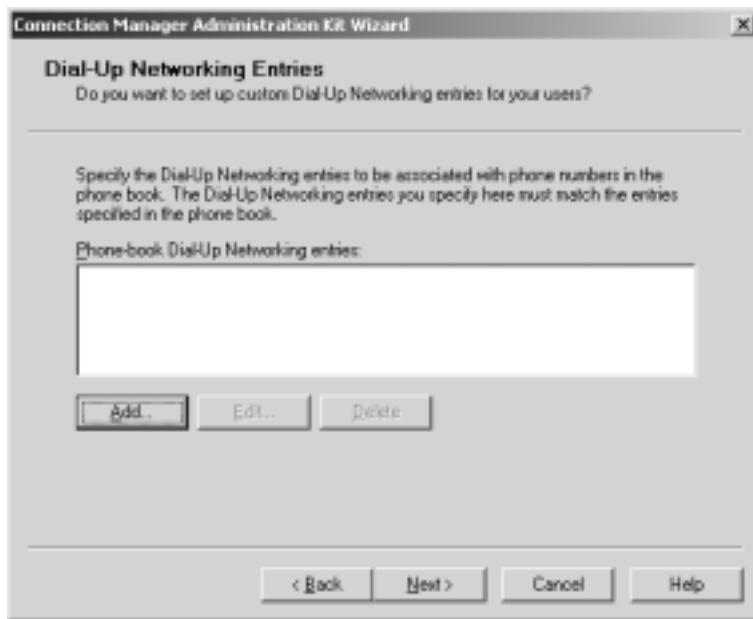 Connection Manager Administration Kit Wizard
Dial-Up Networking Entries
Do you want to set up custom Dial-Up Networking entries for your users?
Specify the Dial-Up Networking entries to be associated with phone numbers in the
phone book. The Dial-Up Networking entries you specify here must match the entries
specified in the phone book.
Phone-book Dial-Up Networking entries:
Add... Edit... Delete
< Back Next > Cancel Help